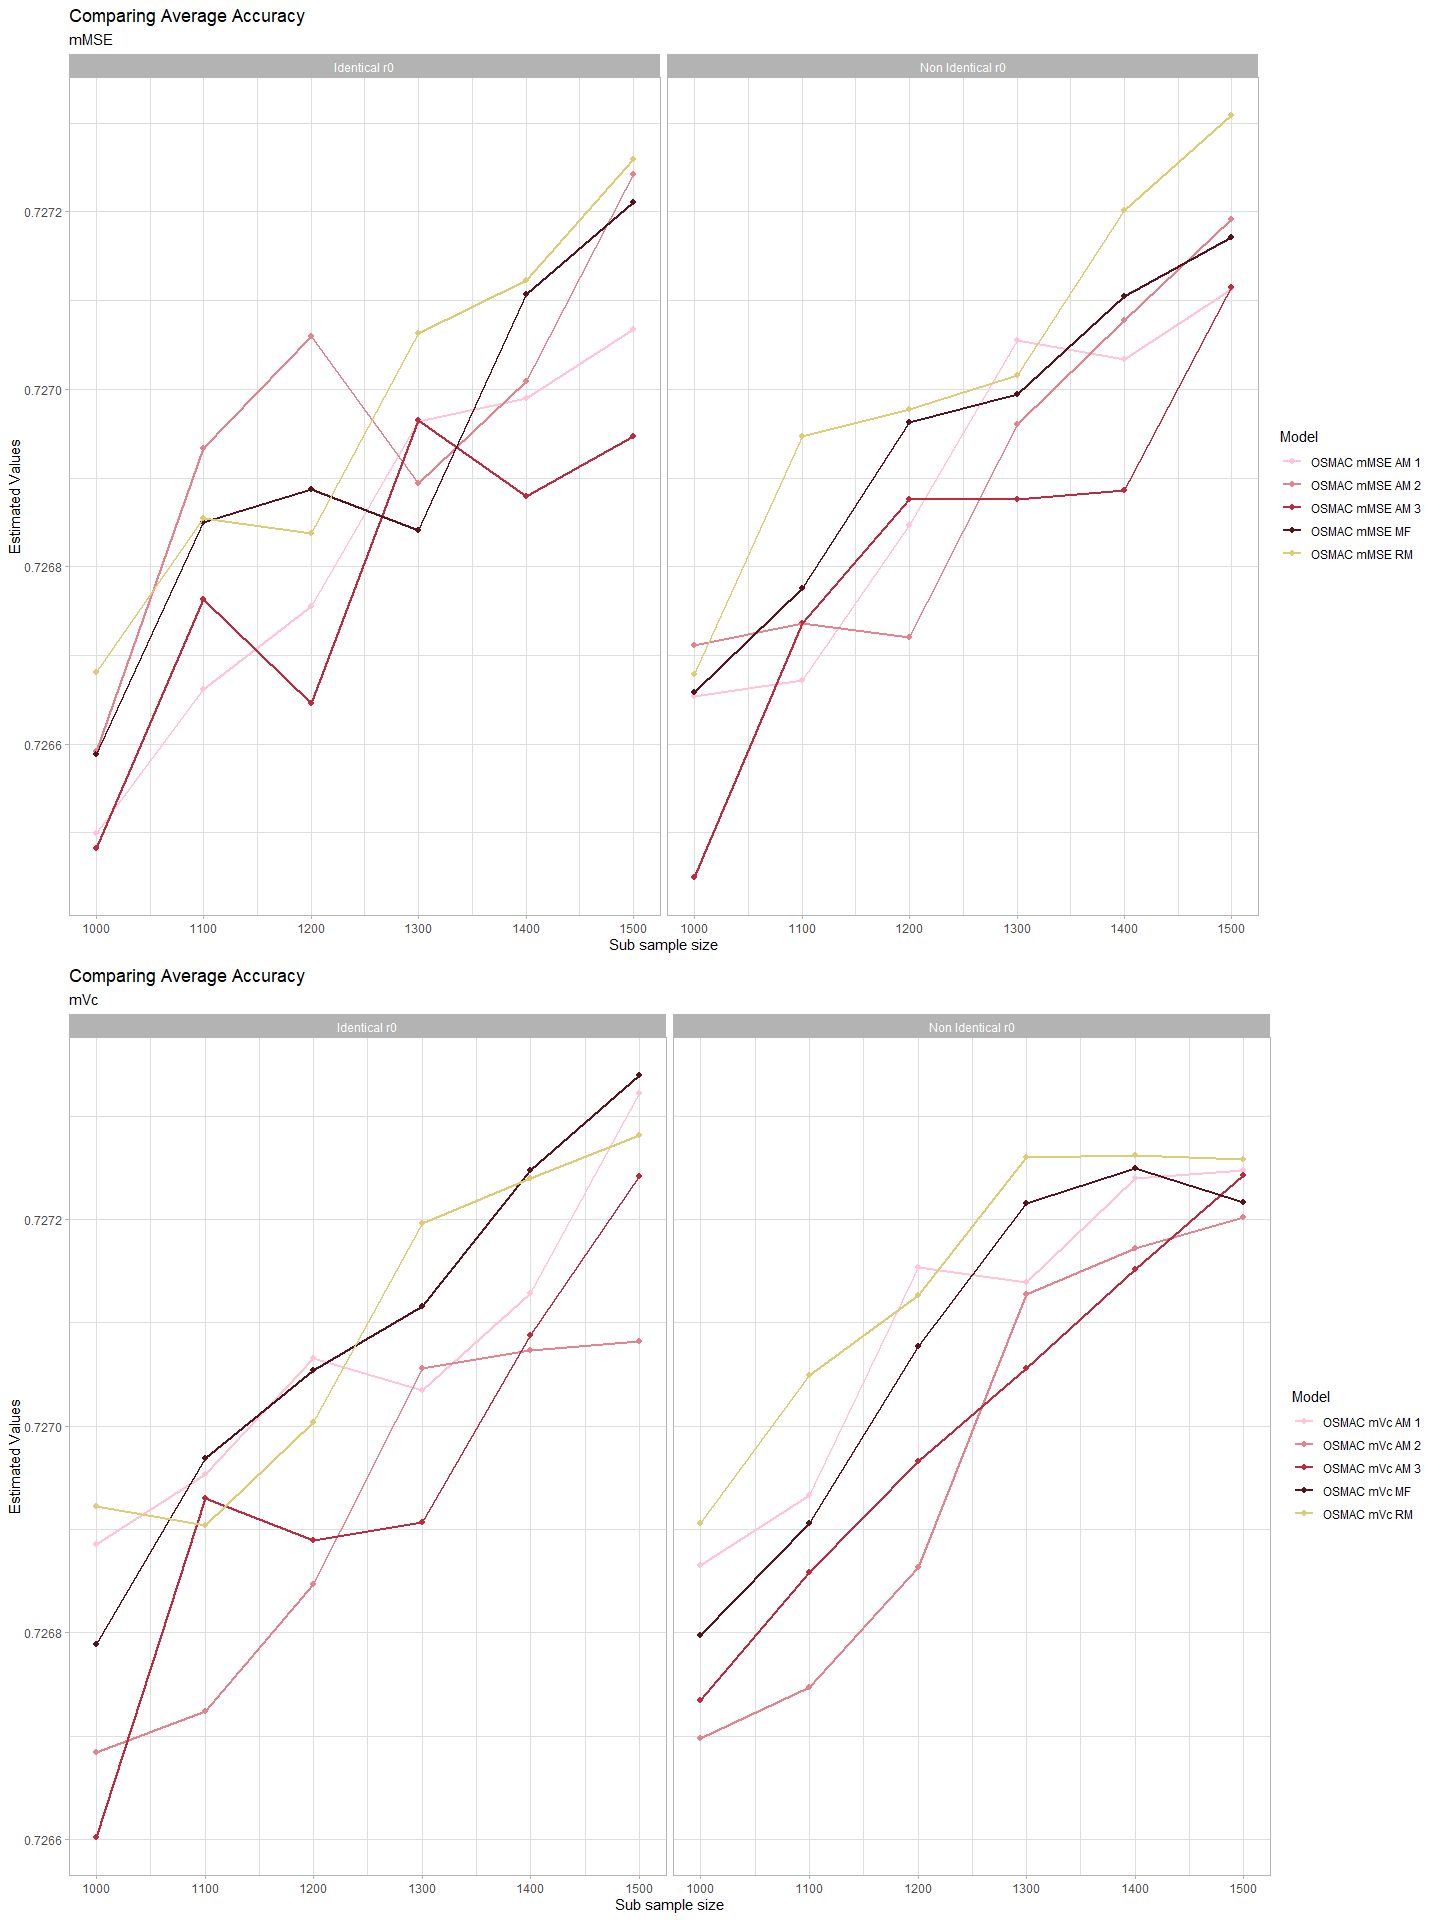 Comparing Average Accuracy
mMSE
Identical r0
Non Identical r0
Estimated Values
0.7272
0.7270
0.7268
0.7266
1000 1100 1200 1300 1400 1500
1000 1100 1200 1300 1400 1500
Sub sample size
Model
OSMAC mMSE AM 1
OSMAC mMSE AM 2
OSMAC mMSE AM 3
OSMAC mMSE MF
OSMAC mMSE RM
Comparing Average Accuracy
mVc
Identical r0
Non Identical r0
Estimated Values
0.7272
0.7270
0.7268
0.7266
1000 1100 1200 1300 1400 1500
1000 1100 1200 1300 1400 1500
Sub sample size
Model
OSMAC mVc AM 1
OSMAC mVc AM 2
OSMAC mVc AM 3
OSMAC mVc MF
OSMAC mVc RM